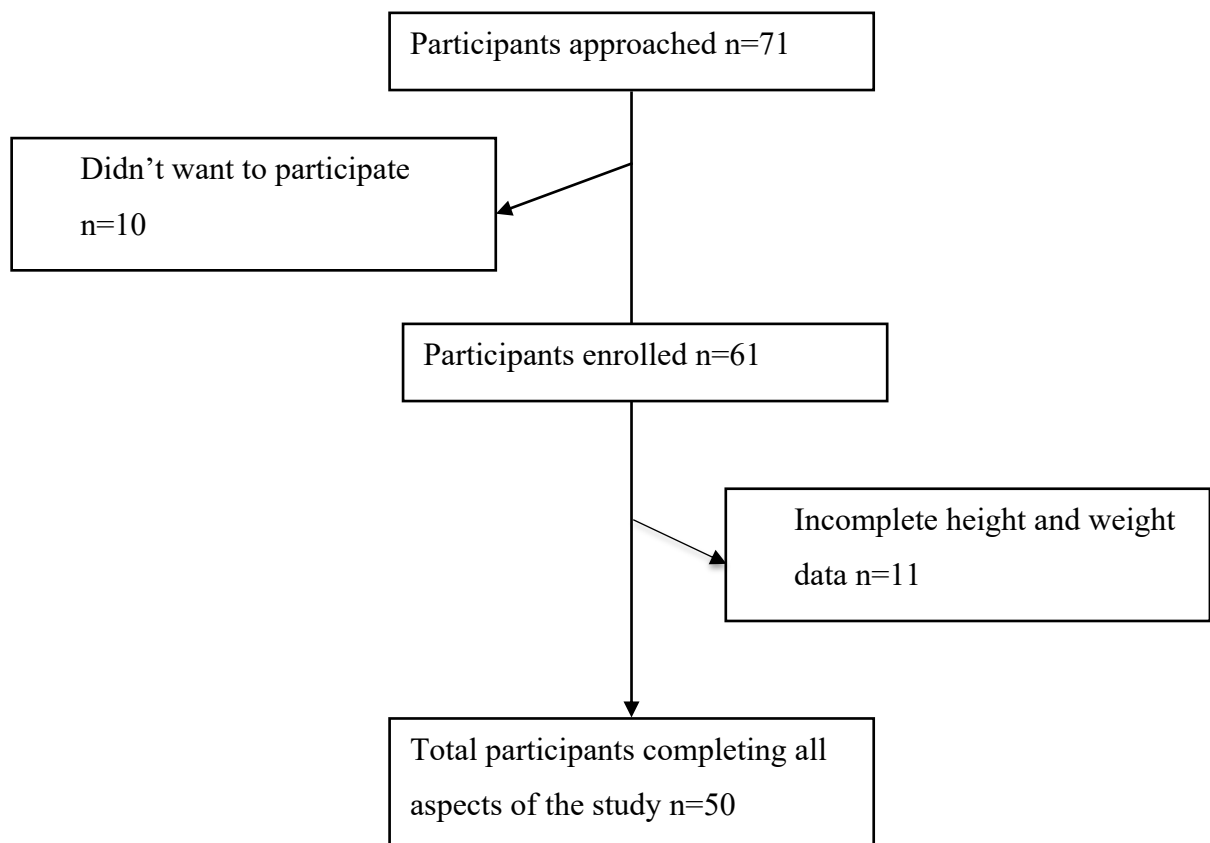 Participants approached n=71
Didn’t want to participate
n=10
Participants enrolled n=61
Incomplete height and weight
data n=11
Total participants completing all
aspects of the study n=50